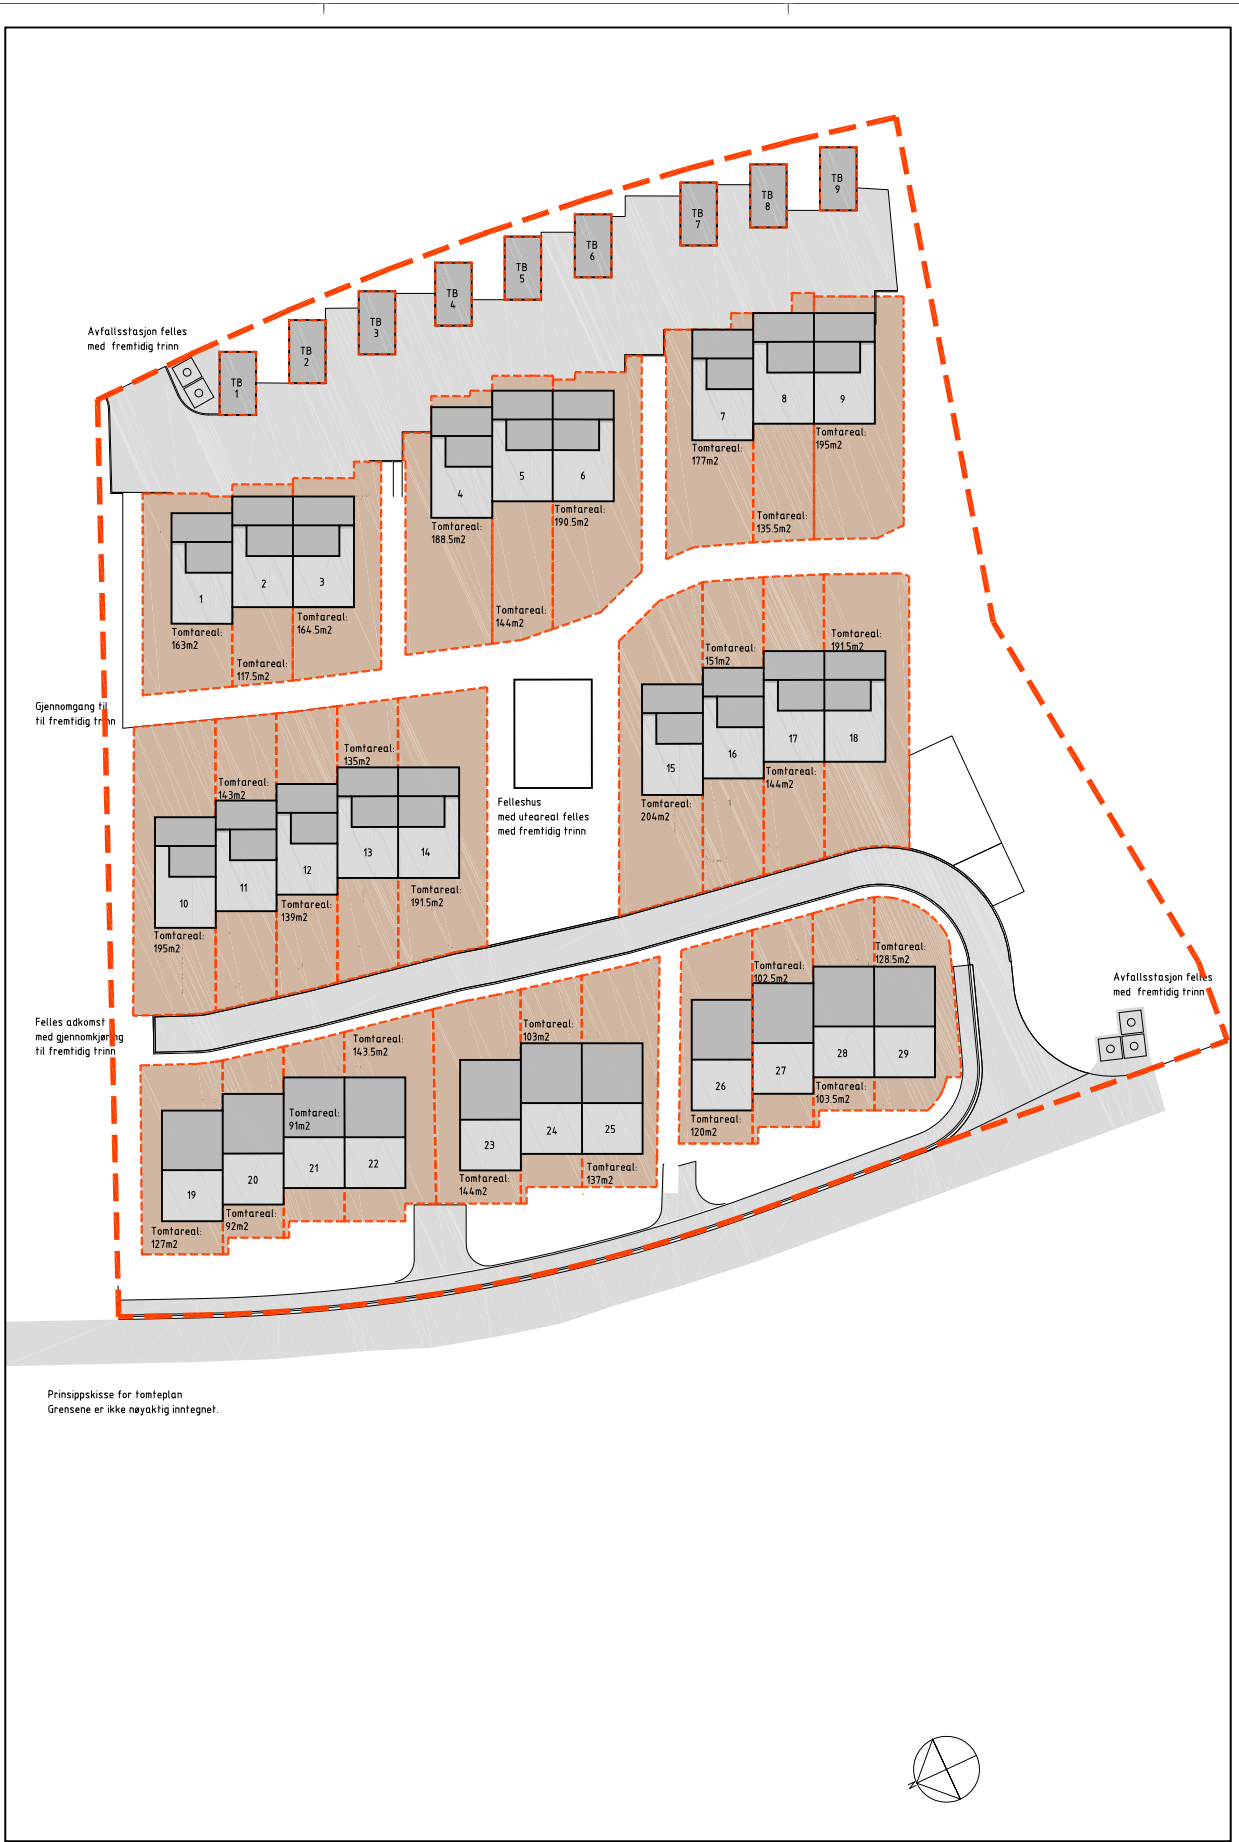 TB
9
TB
8
TB
7
TB
6
TB
5
TB
4
TB
3
TB
2
TB
1
Avfallsstasjon felles
med  fremtidig trinn
1
2
3
Tomtareal:
163m2
Tomtareal:
117.5m2
Tomtareal:
164.5m2
4
5
6
Tomtareal:
188.5m2
Tomtareal:
144m2
Tomtareal:
190.5m2
7
8
9
Tomtareal:
177m2
Tomtareal:
135.5m2
Tomtareal:
195m2
Gjennomgang til
til fremtidig trinn
10
11
12
13
14
Tomtareal:
195m2
Tomtareal:
143m2
Tomtareal:
139m2
Tomtareal:
135m2
Tomtareal:
191.5m2
Felleshus
med uteareal felles
med fremtidig trinn
15
16
17
18
Tomtareal:
204m2
Tomtareal:
151m2
Tomtareal:
144m2
Tomtareal:
191.5m2
Felles adkomst
med gjennomkjøring
til fremtidig trinn
Avfallsstasjon felles
med  fremtidig trinn
19
20
21
22
Tomtareal:
127m2
Tomtareal:
92m2
Tomtareal:
91m2
Tomtareal:
143.5m2
23
24
25
Tomtareal:
144m2
Tomtareal:
103m2
Tomtareal:
137m2
26
27
28
29
Tomtareal:
120m2
Tomtareal:
102.5m2
Tomtareal:
103.5m2
Tomtareal:
128.5m2
Prinsippskisse for tomteplan
Grensene er ikke nøyaktig inntegnet.
N